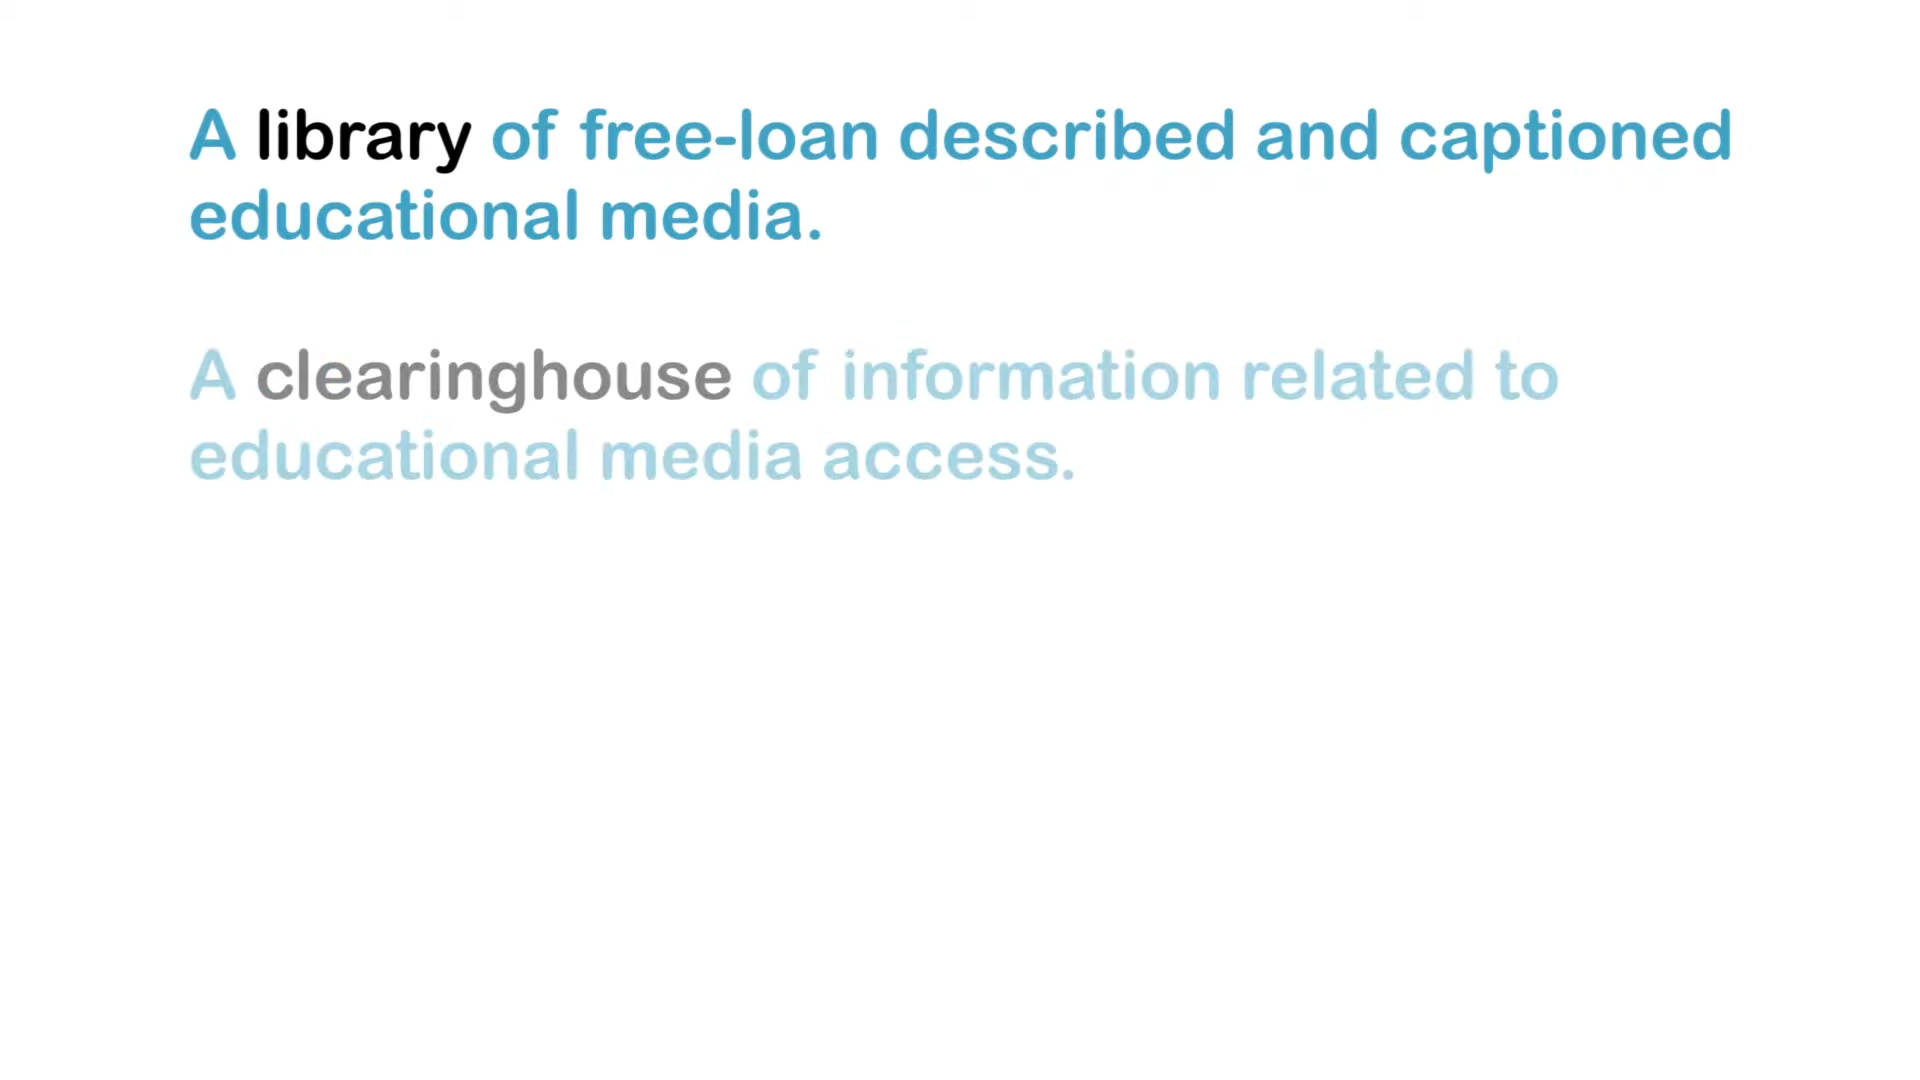 A library of free-loan described and captioned
educational media.
A clearinghouse of information related to
educational media access.